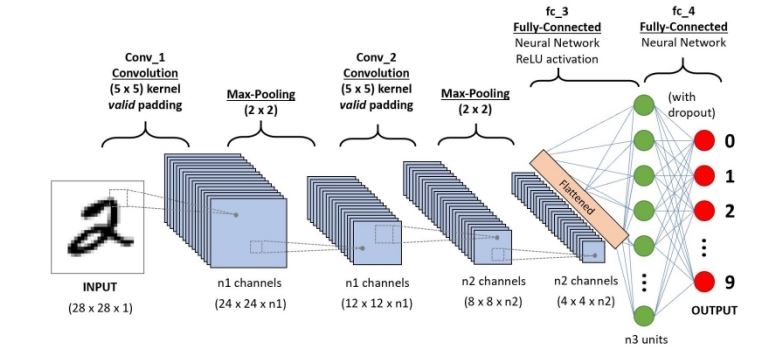 fc_3
Fully-Connected
Neural Network
ReLU activation
fc_4
Fully-Connected
Neural Network
Conv_1
Convolution
(5 x 5) kernel
valid padding
Max-Pooling
(2 x 2)
Conv_2
Convolution
(5 x 5) kernel
valid padding
Max-Pooling
(2 x 2)
(with
dropout)
Flattened
2
0
1
2
9
INPUT
(28 x 28 x 1)
n1 channels
(24 x 24 x n1)
n1 channels
(12 x 12 x n1)
n2 channels
(8 x 8 x n2)
n2 channels
(4 x 4 x n2)
n3 units
OUTPUT